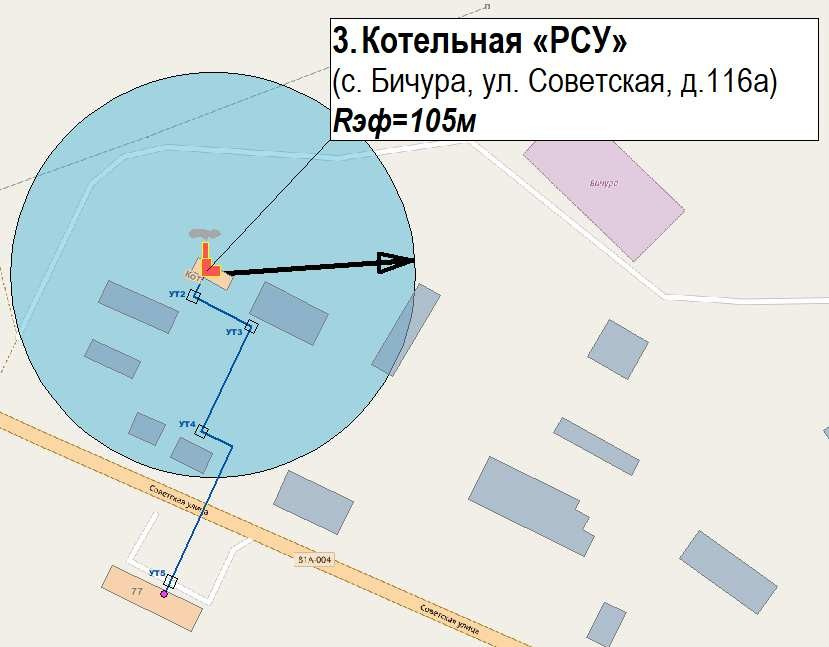 3. Котельная «РСУ»
(с. Бичура, ул. Советская, д.116а)
Rэф=105м
Бичура
КОТ
УТ2
УТ3
УТ4
Советская улица
81А-004
УТ5
77
Советская улица